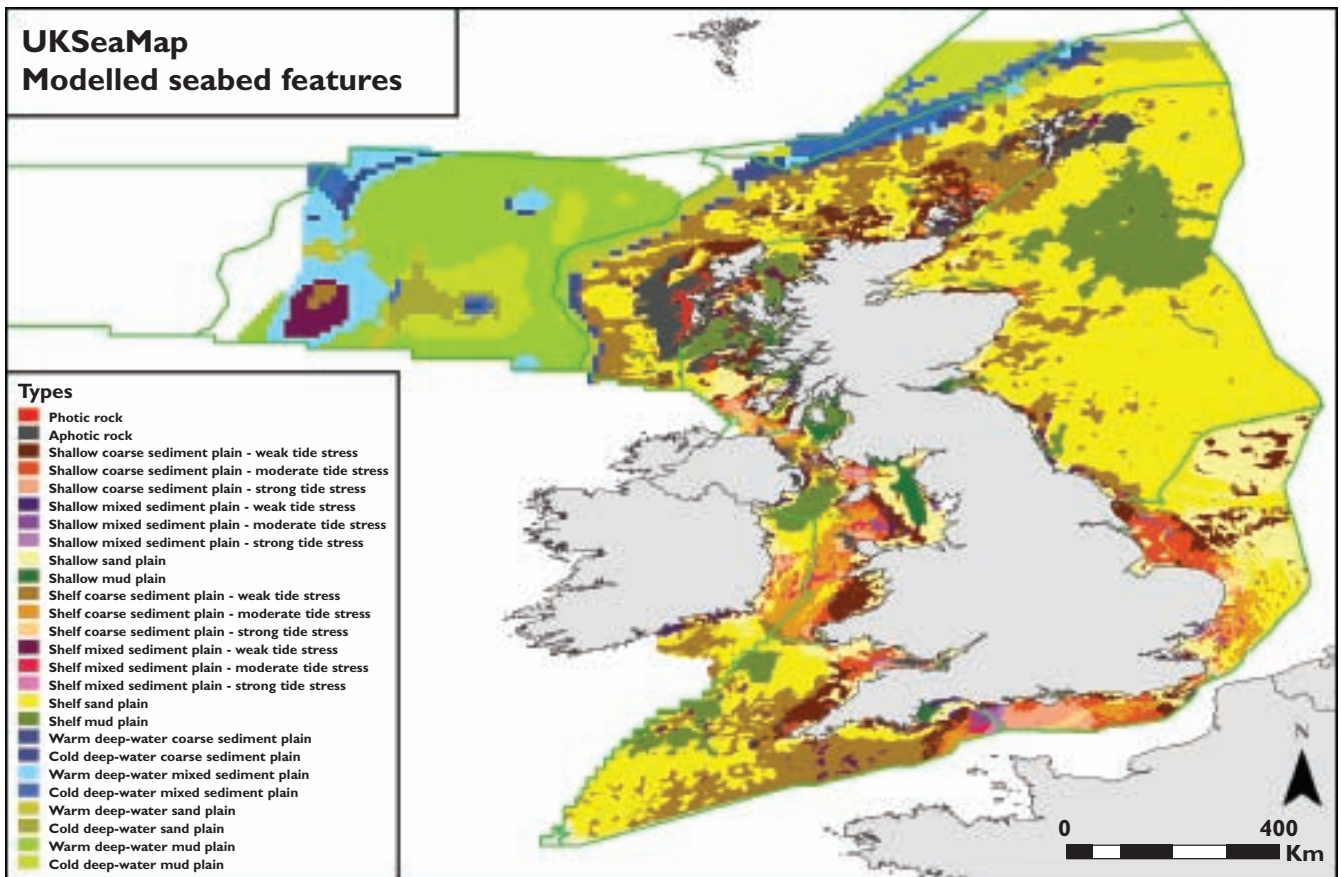 UKSeaMap
Modelled seabed features
Types
Photic rock
Aphotic rock
Shallow coarse sediment plain - weak tide stress
Shallow coarse sediment plain - moderate tide stress
Shallow coarse sediment plain - strong tide stress
Shallow mixed sediment plain - weak tide stress
Shallow mixed sediment plain - moderate tide stress
Shallow mixed sediment plain - strong tide stress
Shallow sand plain
Shallow mud plain
Shelf coarse sediment plain - weak tide stress
Shelf coarse sediment plain - moderate tide stress
Shelf coarse sediment plain - strong tide stress
Shelf mixed sediment plain - weak tide stress
Shelf mixed sediment plain - moderate tide stress
Shelf mixed sediment plain - strong tide stress
Shelf sand plain
Shelf mud plain
Warm deep-water coarse sediment plain
Cold deep-water coarse sediment plain
Warm deep-water mixed sediment plain
Cold deep-water mixed sediment plain
Warm deep-water sand plain
Cold deep-water sand plain
Warm deep-water mud plain
Cold deep-water mud plain
N
0 400
Km